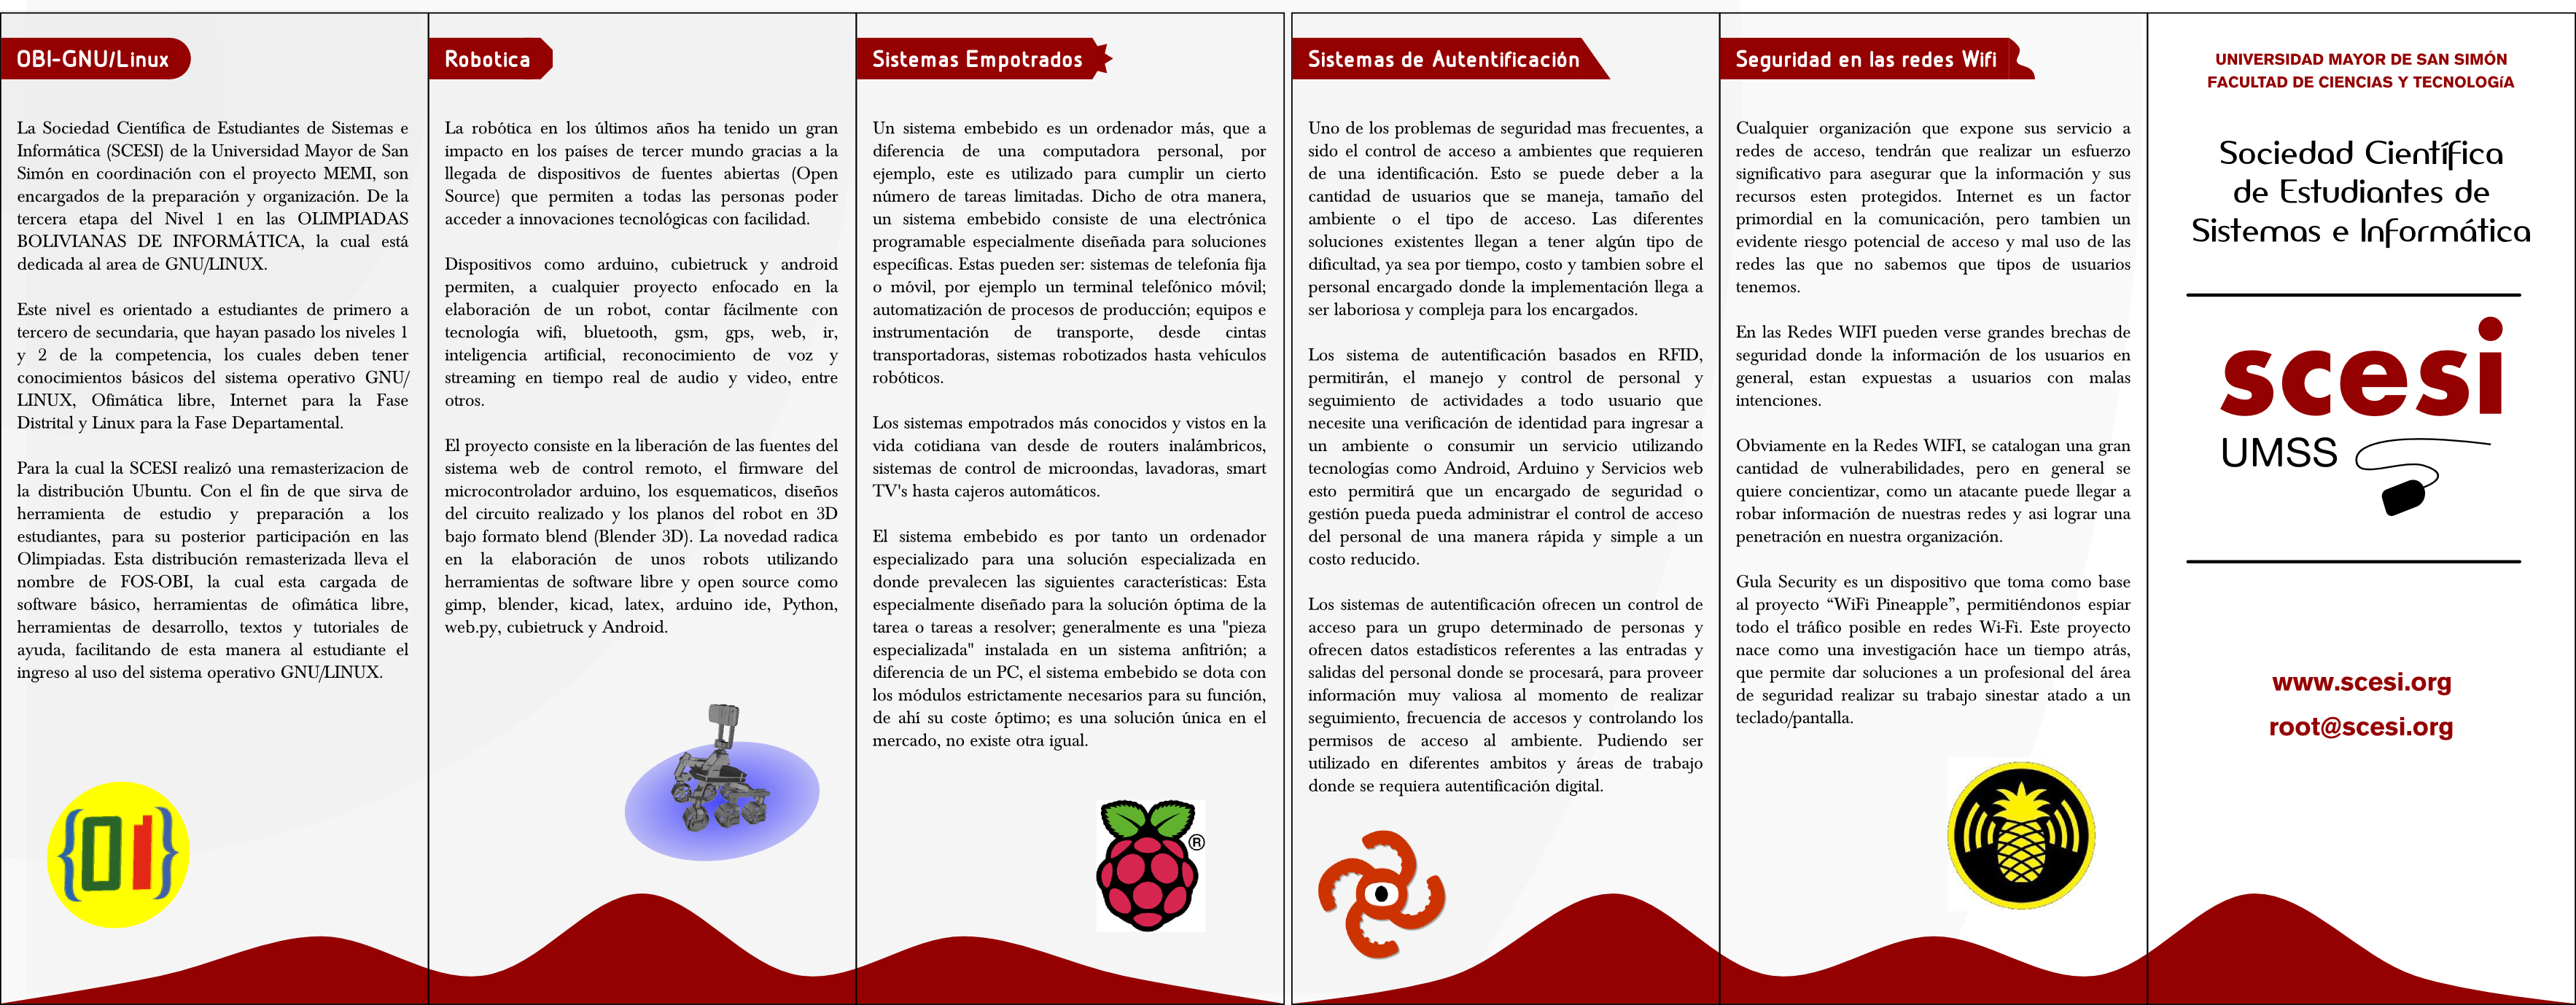 OBI-GNU/Linux
La Sociedad Científica de Estudiantes de Sistemas e
Informática (SCESI) de la Universidad Mayor de San
Simón en coordinación con el proyecto MEMI, son
encargados de la preparación y organización. De la
tercera etapa del Nivel 1 en las OLIMPIADAS
BOLIVIANAS DE INFORMÁTICA, la cual está
dedicada al area de GNU/LINUX.
Este nivel es orientado a estudiantes de primero a
tercero de secundaria, que hayan pasado los niveles 1
y 2 de la competencia, los cuales deben tener
conocimientos básicos del sistema operativo GNU/
LINUX, Ofimática libre, Internet para la Fase
Distrital y Linux para la Fase Departamental.
Para la cual la SCESI realizó una remasterizacion de
la distribución Ubuntu. Con el fin de que sirva de
herramienta de estudio y preparación a los
estudiantes, para su posterior participación en las
Olimpiadas. Esta distribución remasterizada lleva el
nombre de FOS-OBI, la cual esta cargada de
software básico, herramientas de ofimática libre,
herramientas de desarrollo, textos y tutoriales de
ayuda, facilitando de esta manera al estudiante el
ingreso al uso del sistema operativo GNU/LINUX.
{01}
Robotica
La robótica en los últimos años ha tenido un gran
impacto en los países de tercer mundo gracias a la
llegada de dispositivos de fuentes abiertas (Open
Source) que permiten a todas las personas poder
acceder a innovaciones tecnológicas con facilidad.
Dispositivos como arduino, cubietruck y android
permiten, a cualquier proyecto enfocado en la
elaboración de un robot, contar fácilmente con
tecnología wifi, bluetooth, gsm, gps, web, ir,
inteligencia artificial, reconocimiento de voz y
streaming en tiempo real de audio y video, entre
otros.
El proyecto consiste en la liberación de las fuentes del
sistema web de control remoto, el firmware del
microcontrolador arduino, los esquematicos, diseños
del circuito realizado y los planos del robot en 3D
bajo formato blend (Blender 3D). La novedad radica
en la elaboración de unos robots utilizando
herramientas de software libre y open source como
gimp, blender, kicad, latex, arduino ide, Python,
web.py, cubietruck y Android.
Sistemas Empotrados
Un sistema embebido es un ordenador más, que a
diferencia de una computadora personal, por
ejemplo, este es utilizado para cumplir un cierto
número de tareas limitadas. Dicho de otra manera,
un sistema embebido consiste de una electrónica
programable especialmente diseñada para soluciones
específicas. Estas pueden ser: sistemas de telefonía fija
o móvil, por ejemplo un terminal telefónico móvil;
automatización de procesos de producción; equipos e
instrumentación de transporte, desde cintas
transportadoras, sistemas robotizados hasta vehículos
robóticos.
Los sistemas empotrados más conocidos y vistos en la
vida cotidiana van desde de routers inalámbricos,
sistemas de control de microondas, lavadoras, smart
TV's hasta cajeros automáticos.
El sistema embebido es por tanto un ordenador
especializado para una solución especializada en
donde prevalecen las siguientes características: Esta
especialmente diseñado para la solución óptima de la
tarea o tareas a resolver; generalmente es una "pieza
especializada" instalada en un sistema anfitrión; a
diferencia de un PC, el sistema embebido se dota con
los módulos estrictamente necesarios para su función,
de ahí su coste óptimo; es una solución única en el
mercado, no existe otra igual.
®
Sistemas de Autentificación
Uno de los problemas de seguridad mas frecuentes, a
sido el control de acceso a ambientes que requieren
de una identificación. Esto se puede deber a la
cantidad de usuarios que se maneja, tamaño del
ambiente o el tipo de acceso. Las diferentes
soluciones existentes llegan a tener algún tipo de
dificultad, ya sea por tiempo, costo y tambien sobre el
personal encargado donde la implementación llega a
ser laboriosa y compleja para los encargados.
Los sistema de autentificación basados en RFID,
permitirán, el manejo y control de personal y
seguimiento de actividades a todo usuario que
necesite una verificación de identidad para ingresar a
un ambiente o consumir un servicio utilizando
tecnologías como Android, Arduino y Servicios web
esto permitirá que un encargado de seguridad o
gestión pueda pueda administrar el control de acceso
del personal de una manera rápida y simple a un
costo reducido.
Los sistemas de autentificación ofrecen un control de
acceso para un grupo determinado de personas y
ofrecen datos estadísticos referentes a las entradas y
salidas del personal donde se procesará, para proveer
información muy valiosa al momento de realizar
seguimiento, frecuencia de accesos y controlando los
permisos de acceso al ambiente. Pudiendo ser
utilizado en diferentes ambitos y áreas de trabajo
donde se requiera autentificación digital.
Seguridad en las redes Wifi
Cualquier organización que expone sus servicio a
redes de acceso, tendrán que realizar un esfuerzo
significativo para asegurar que la información y sus
recursos esten protegidos. Internet es un factor
primordial en la comunicación, pero tambien un
evidente riesgo potencial de acceso y mal uso de las
redes las que no sabemos que tipos de usuarios
tenemos.
En las Redes WIFI pueden verse grandes brechas de
seguridad donde la información de los usuarios en
general, estan expuestas a usuarios con malas
intenciones.
Obviamente en la Redes WIFI, se catalogan una gran
cantidad de vulnerabilidades, pero en general se
quiere concientizar, como un atacante puede llegar a
robar información de nuestras redes y asi lograr una
penetración en nuestra organización.
Gula Security es un dispositivo que toma como base
al proyecto “WiFi Pineapple”, permitiéndonos espiar
todo el tráfico posible en redes Wi-Fi. Este proyecto
nace como una investigación hace un tiempo atrás,
que permite dar soluciones a un profesional del área
de seguridad realizar su trabajo sinestar atado a un
teclado/pantalla.
UNIVERSIDAD MAYOR DE SAN SIMÓN
FACULTAD DE CIENCIAS Y TECNOLOGíA
Sociedad Científica
de Estudiantes de
Sistemas e Informática
scesi
UMSS
www.scesi.org
root@scesi.org